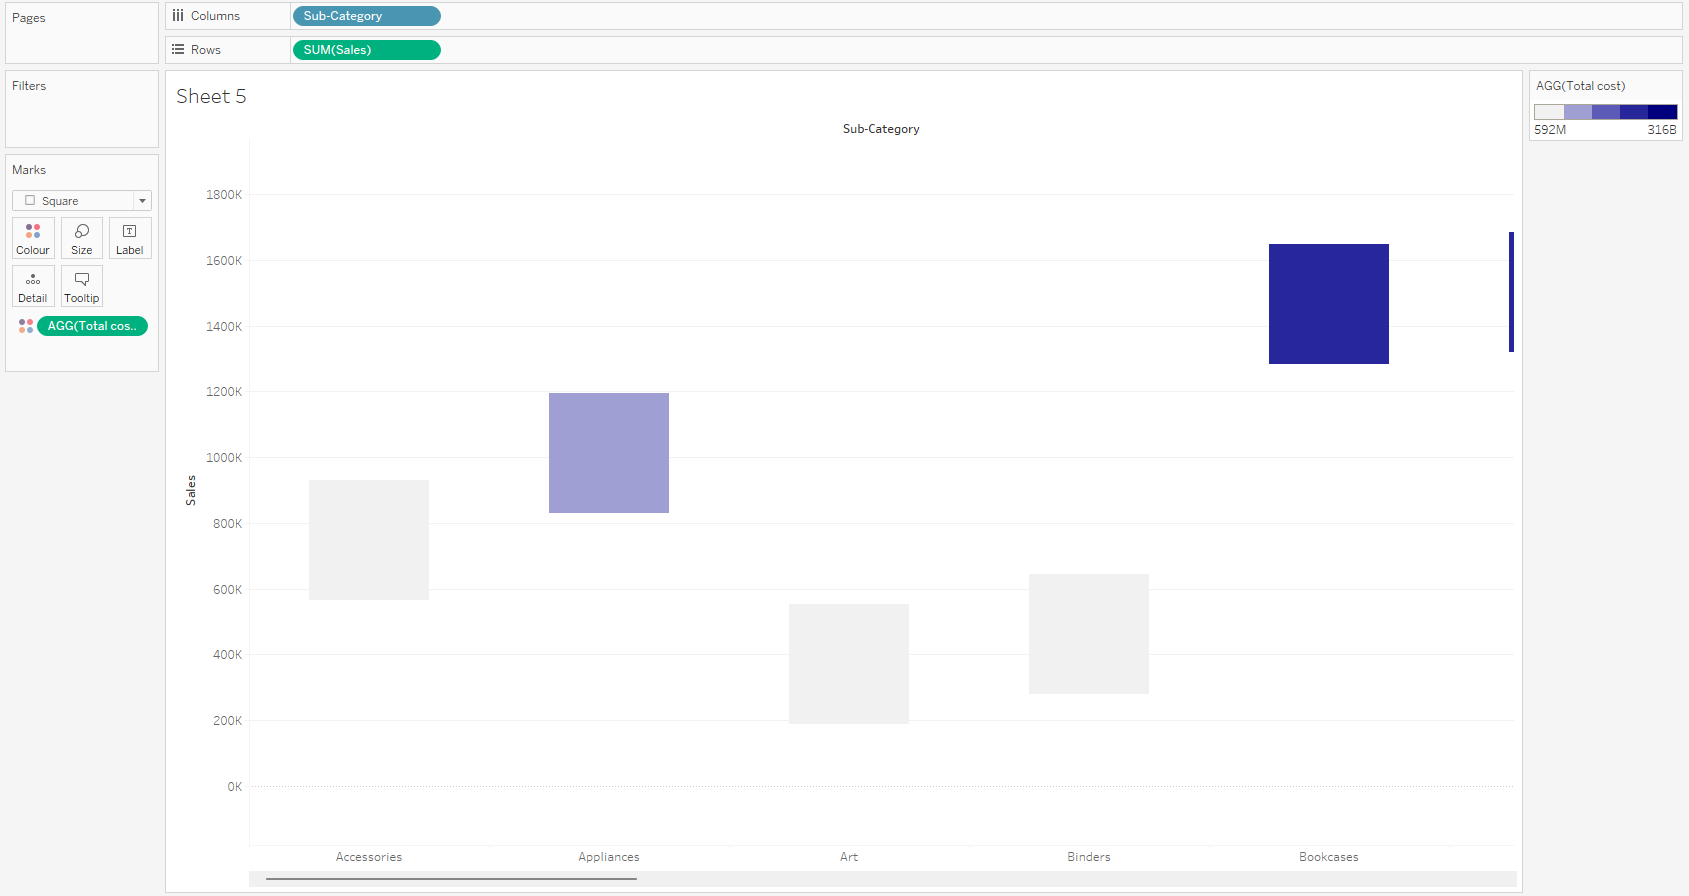 Pages
Columns
Sub-Category
Rows
SUM(Sales)
Filters
Marks
Square
Colour
Size
Label
Detail
Tooltip
AGG(Total cos..
Sheet 5
Sub-Category
Sales
1800K
1600K
1400K
1200K
1000K
800K
600K
400K
200K
0K
Accessories
Appliances
Art
Binders
Bookcases
AGG(Total cost)
592M
316B